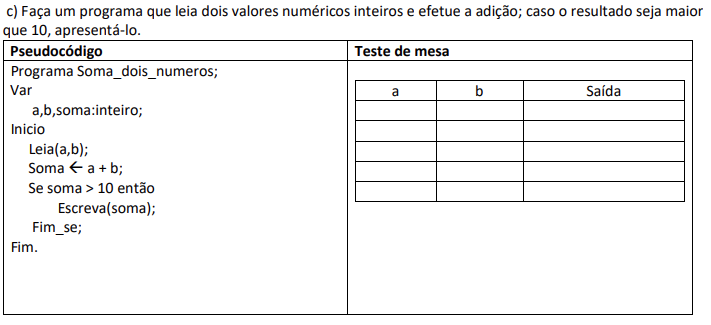 c) Faça um programa que leia dois valores numéricos inteiros e efetue a adição; caso o resultado seja maior
que 10, apresentá-lo.
Pseudocódigo
Programa Soma_dois_numeros;
Var
a,b,soma:inteiro;
Inicio
Leia(a,b);
Soma 🡨 a + b;
Se soma > 10 então
Escreva(soma);
Fim_se;
Fim.
Teste de mesa
a b Saída